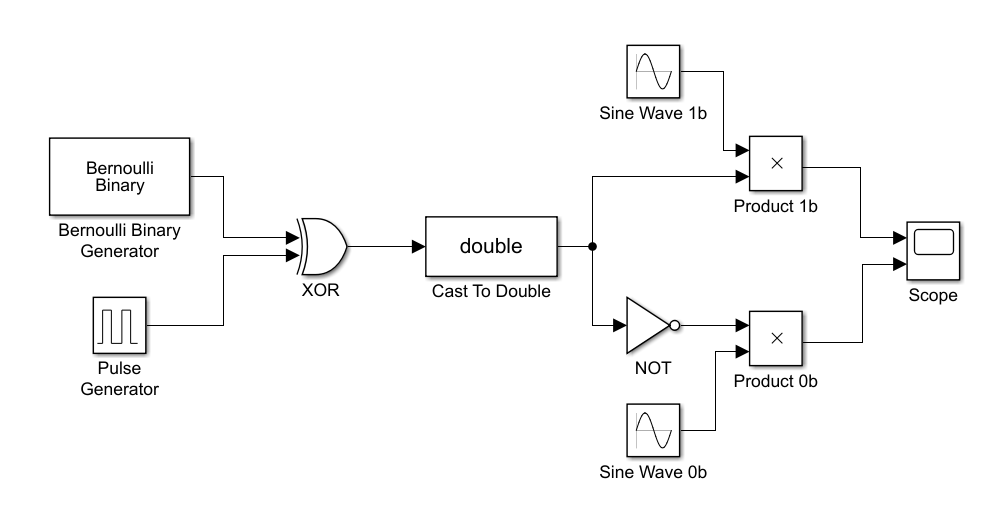 Sine Wave 1b
Bernoulli
Binary
Bernoulli Binary
Generator
×
Product 1b
XOR
double
Cast To Double
Scope
Pulse
Generator
NOT
×
Product 0b
Sine Wave 0b